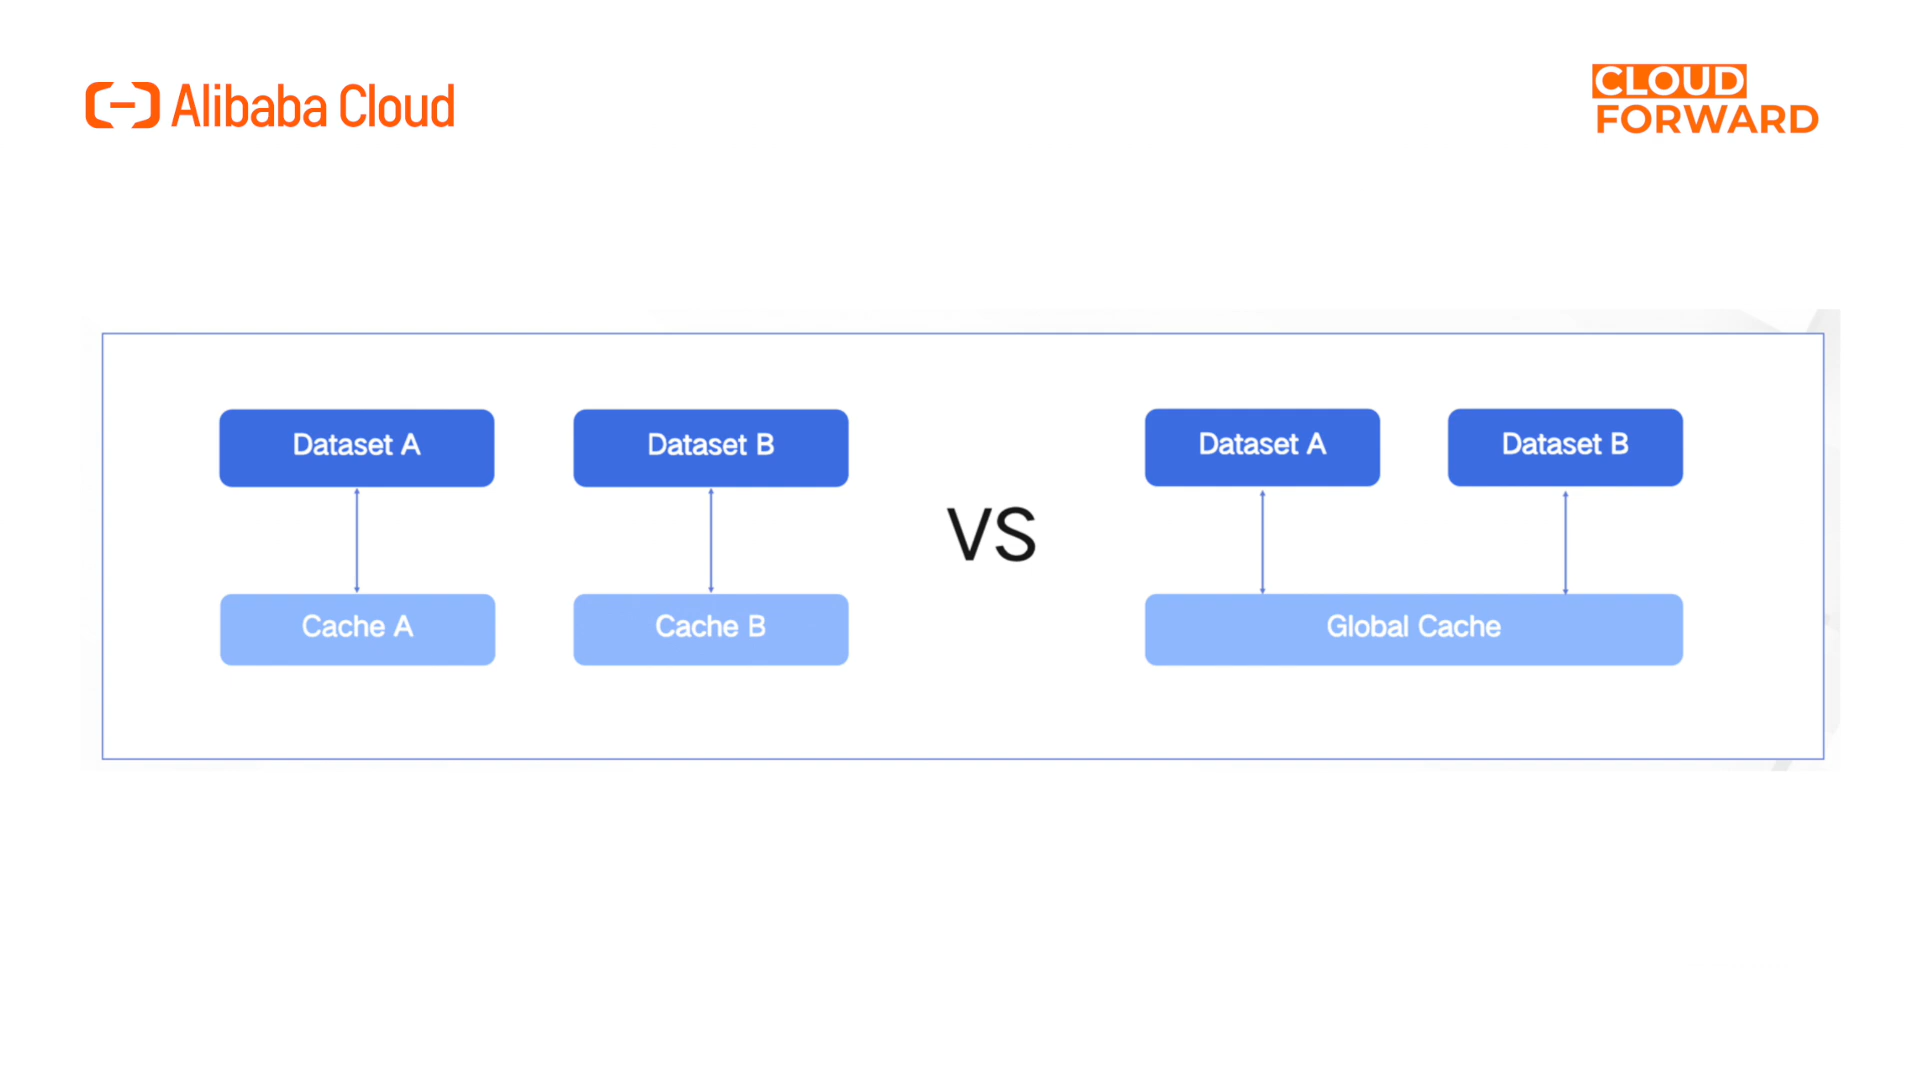 Alibaba Cloud
CLOUD
FORWARD
Dataset A
Dataset B
Cache A
Cache B
VS
Dataset A
Dataset B
Global Cache